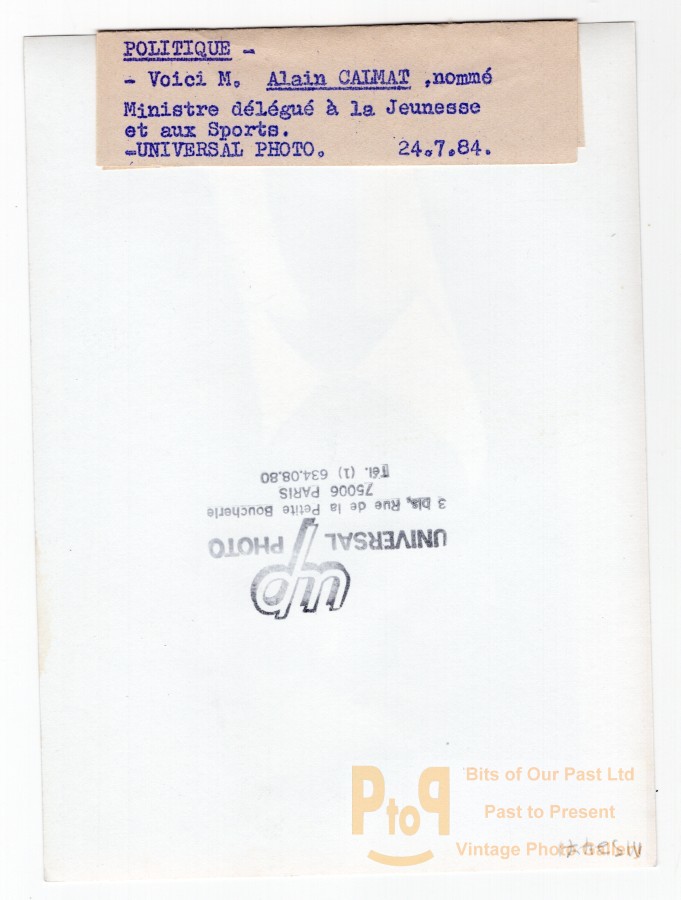 POLITIQUE -
- Voici M. Alain CALMAT ,nommé
Ministre délégué à la Jeunesse
et aux Sports.
-UNIVERSAL PHOTO. 24.7.84.
up
UNIVERSAL PHOTO
3 bis, Rue de la Petite Boucherie
75006 PARIS
Tél. (1) 634.08.80
PtoP
Bits of Our Past Ltd
Past to Present
Vintage Photo Gallery